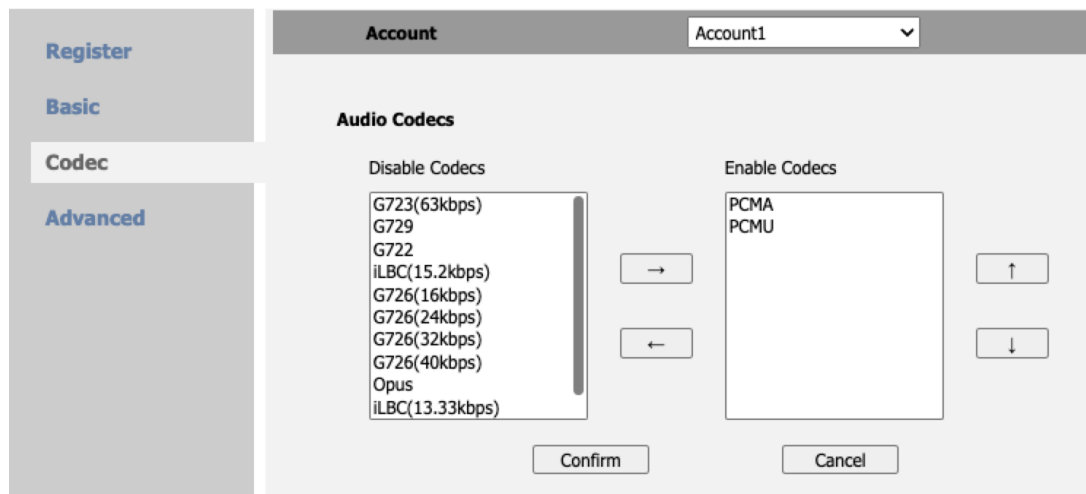 Register
Basic
Codec
Advanced
Account Account1
Audio Codecs
Disable Codecs Enable Codecs
G723(63kbps)
G729
G722
iLBC(15.2kbps)
G726(16kbps)
G726(24kbps)
G726(32kbps)
G726(40kbps)
Opus
iLBC(13.33kbps)
→
←
PCMA
PCMU
↑
↓
Confirm Cancel